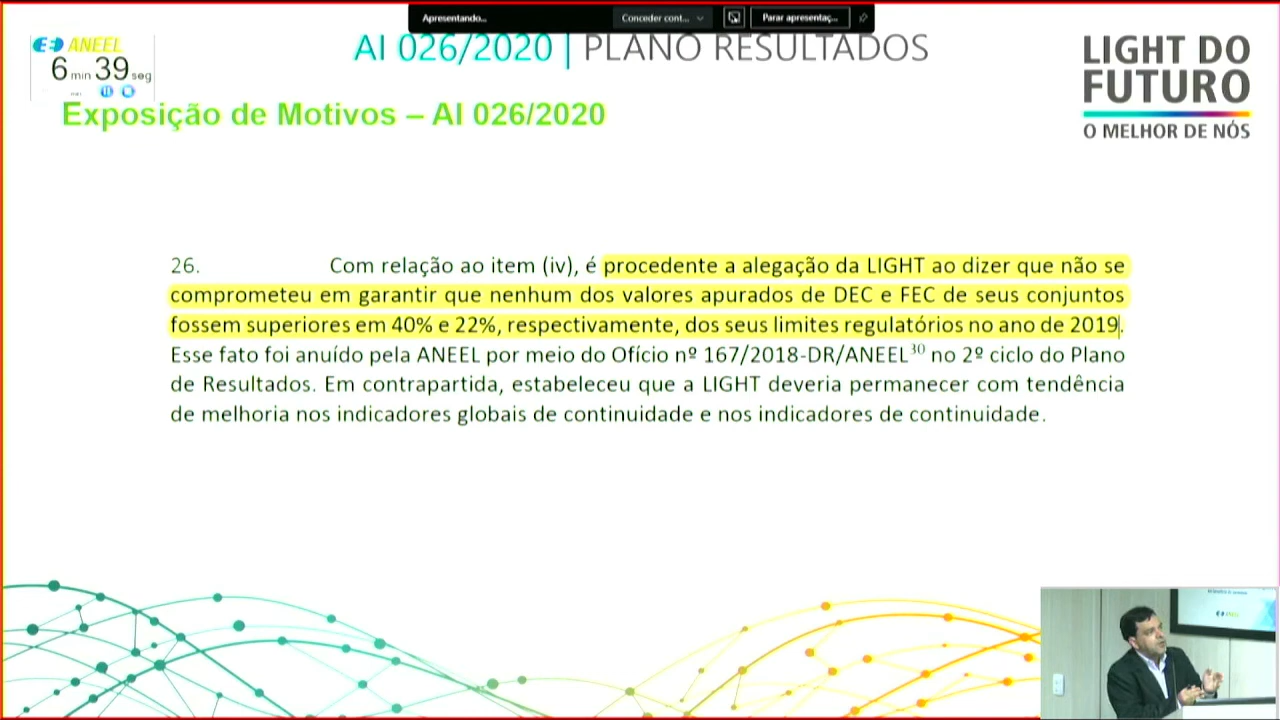 Apresentando...
Conceder cont...
Parar apresentaç...
ANEEL
6 min 39 seg
AI 026/2020 | PLANO RESULTADOS
LIGHT DO
FUTURO
O MELHOR DE NÓS
Exposição de Motivos – AI 026/2020
26. Com relação ao item (iv), é procedente a alegação da LIGHT ao dizer que não se
comprometeu em garantir que nenhum dos valores apurados de DEC e FEC de seus conjuntos
fossem superiores em 40% e 22%, respectivamente, dos seus limites regulatórios no ano de 2019.
Esse fato foi anuído pela ANEEL por meio do Ofício nº 167/2018-DR/ANEEL³⁰ no 2º ciclo do Plano
de Resultados. Em contrapartida, estabeleceu que a LIGHT deveria permanecer com tendência
de melhoria nos indicadores globais de continuidade e nos indicadores de continuidade.
ANEEL